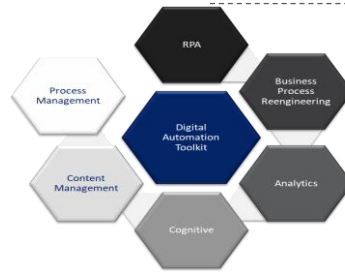 RPA
Business
Process
Reengineering
Process
Management
Digital
Automation
Toolkit
Content
Management
Analytics
Cognitive